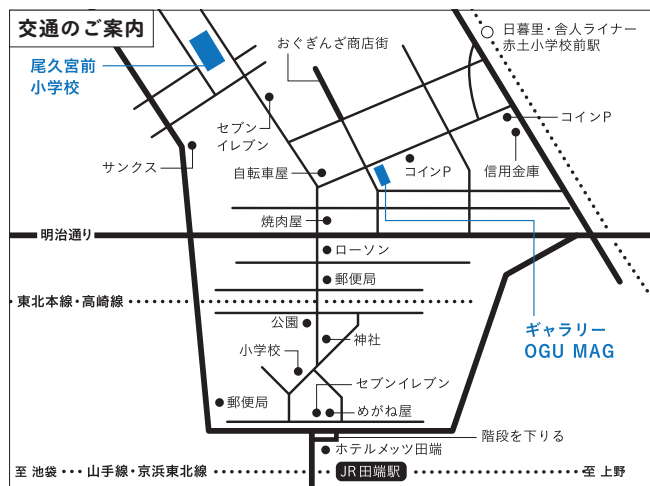 交通のご案内
日暮里・舎人ライナー
赤土小学校前駅
おぐぎんざ商店街
尾久宮前
小学校
セブン
イレブン
コインP
サンクス
自転車屋
コインP
信用金庫
焼肉屋
明治通り
ローソン
郵便局
東北本線・高崎線
公園
神社
ギャラリー
OGU MAG
小学校
セブンイレブン
郵便局
めがね屋
階段を下りる
ホテルメッツ田端
至 池袋
山手線・京浜東北線
JR田端駅
至 上野